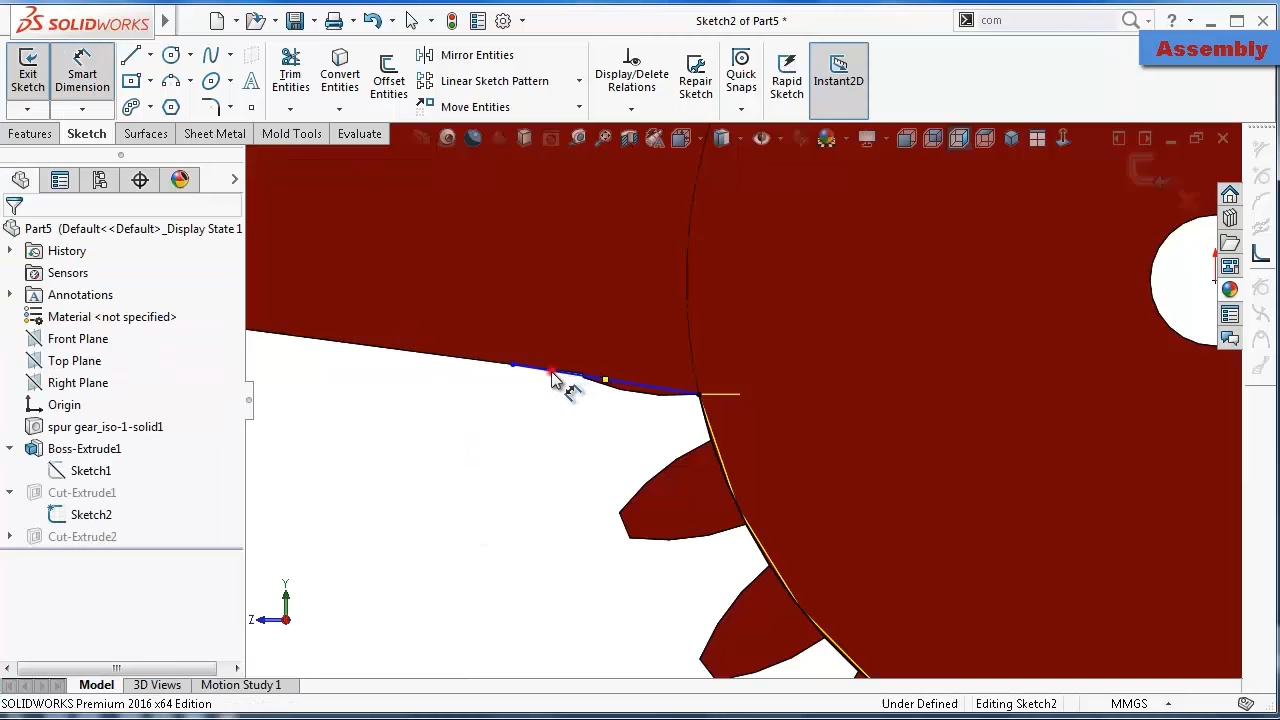 SOLIDWORKS
Sketch2 of Part5 *
com
?
Assembly
Exit Sketch
Smart Dimension
Trim Entities
Convert Entities
Offset Entities
Mirror Entities
Linear Sketch Pattern
Move Entities
Display/Delete Relations
Repair Sketch
Quick Snaps
Rapid Sketch
Instant2D
Features
Sketch
Surfaces
Sheet Metal
Mold Tools
Evaluate
Part5 (Default<<Default>_Display State 1
History
Sensors
Annotations
Material <not specified>
Front Plane
Top Plane
Right Plane
Origin
spur gear_iso-1-solid1
Boss-Extrude1
Sketch1
Cut-Extrude1
Sketch2
Cut-Extrude2
Y
Z
Model
3D Views
Motion Study 1
SOLIDWORKS Premium 2016 x64 Edition
Under Defined
Editing Sketch2
MMGS